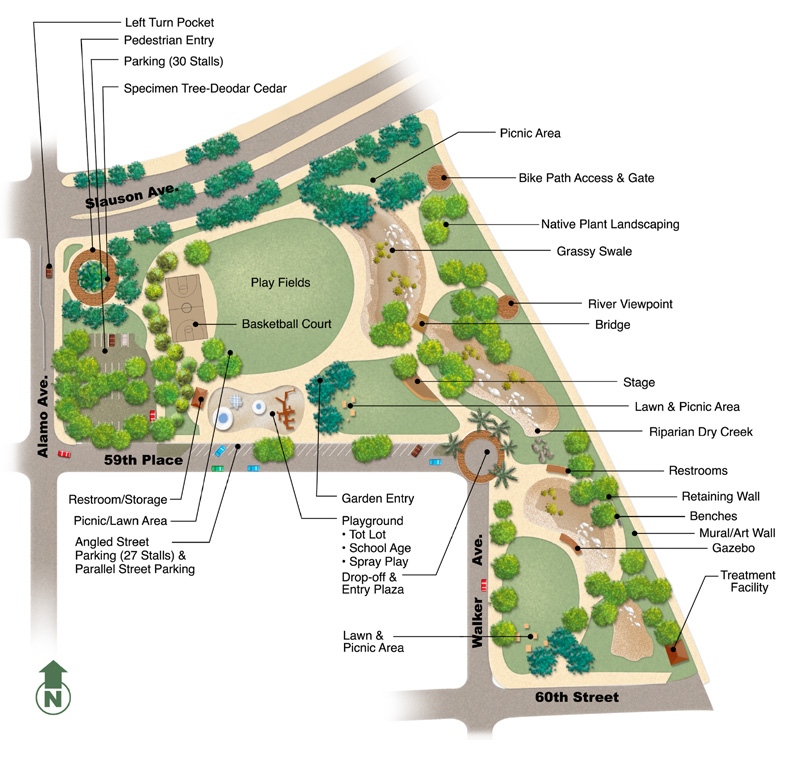 Left Turn Pocket
Pedestrian Entry
Parking (30 Stalls)
Specimen Tree-Deodar Cedar
Slauson Ave.
Picnic Area
Bike Path Access & Gate
Native Plant Landscaping
Grassy Swale
Play Fields
River Viewpoint
Basketball Court
Bridge
Stage
Alamo Ave.
Lawn & Picnic Area
Riparian Dry Creek
59th Place
Restrooms
Restroom/Storage
Garden Entry
Retaining Wall
Picnic/Lawn Area
Playground
• Tot Lot
• School Age
• Spray Play
Benches
Angled Street
Parking (27 Stalls) &
Parallel Street Parking
Mural/Art Wall
Gazebo
Drop-off &
Entry Plaza
Treatment
Facility
Walker Ave.
Lawn &
Picnic Area
N
60th Street